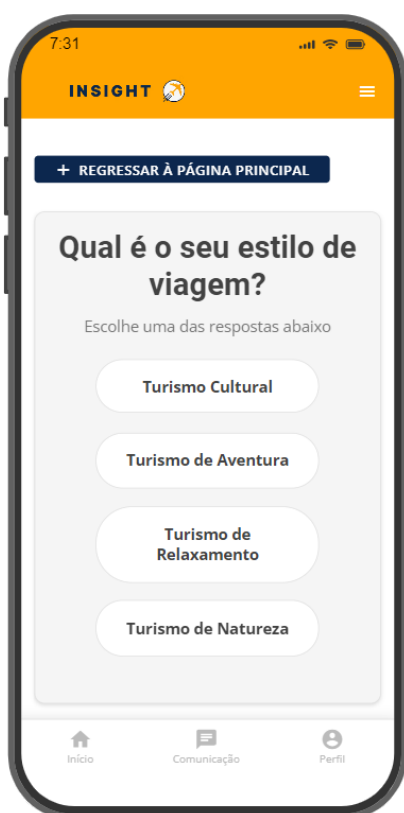 7:31
INSIGHT
+ REGRESSAR À PÁGINA PRINCIPAL
Qual é o seu estilo de
viagem?
Escolhe uma das respostas abaixo
Turismo Cultural
Turismo de Aventura
Turismo de
Relaxamento
Turismo de Natureza
Início
Comunicação
Perfil